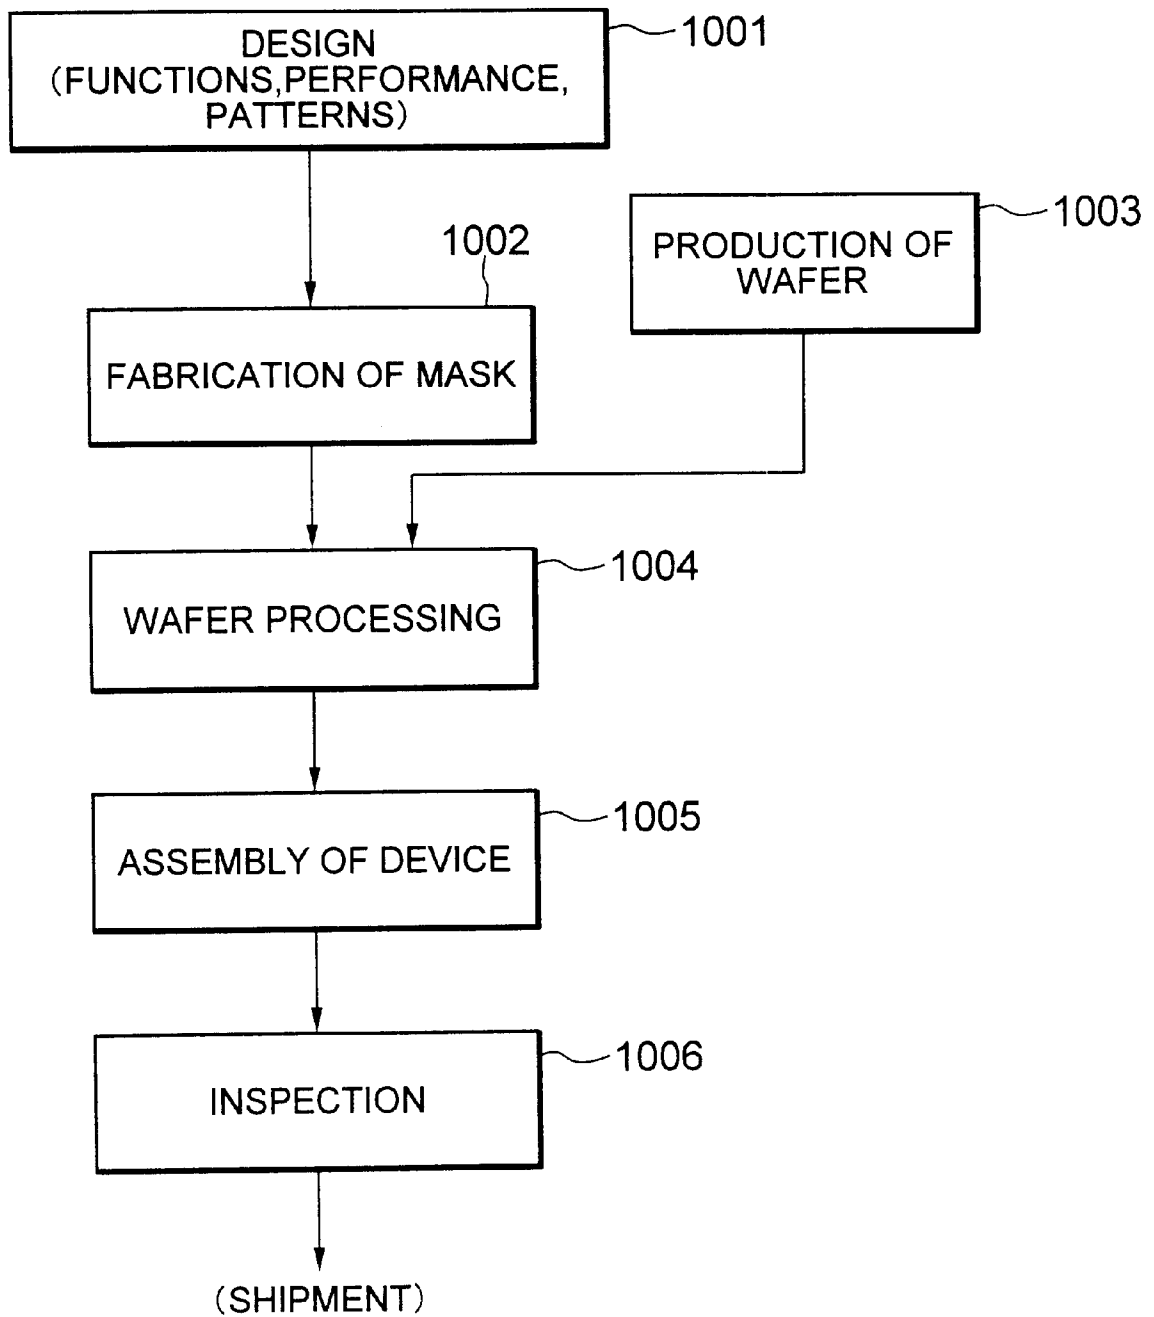 1001
DESIGN
(FUNCTIONS,PERFORMANCE,
PATTERNS)
1003
PRODUCTION OF
WAFER
1002
FABRICATION OF MASK
1004
WAFER PROCESSING
1005
ASSEMBLY OF DEVICE
1006
INSPECTION
(SHIPMENT)